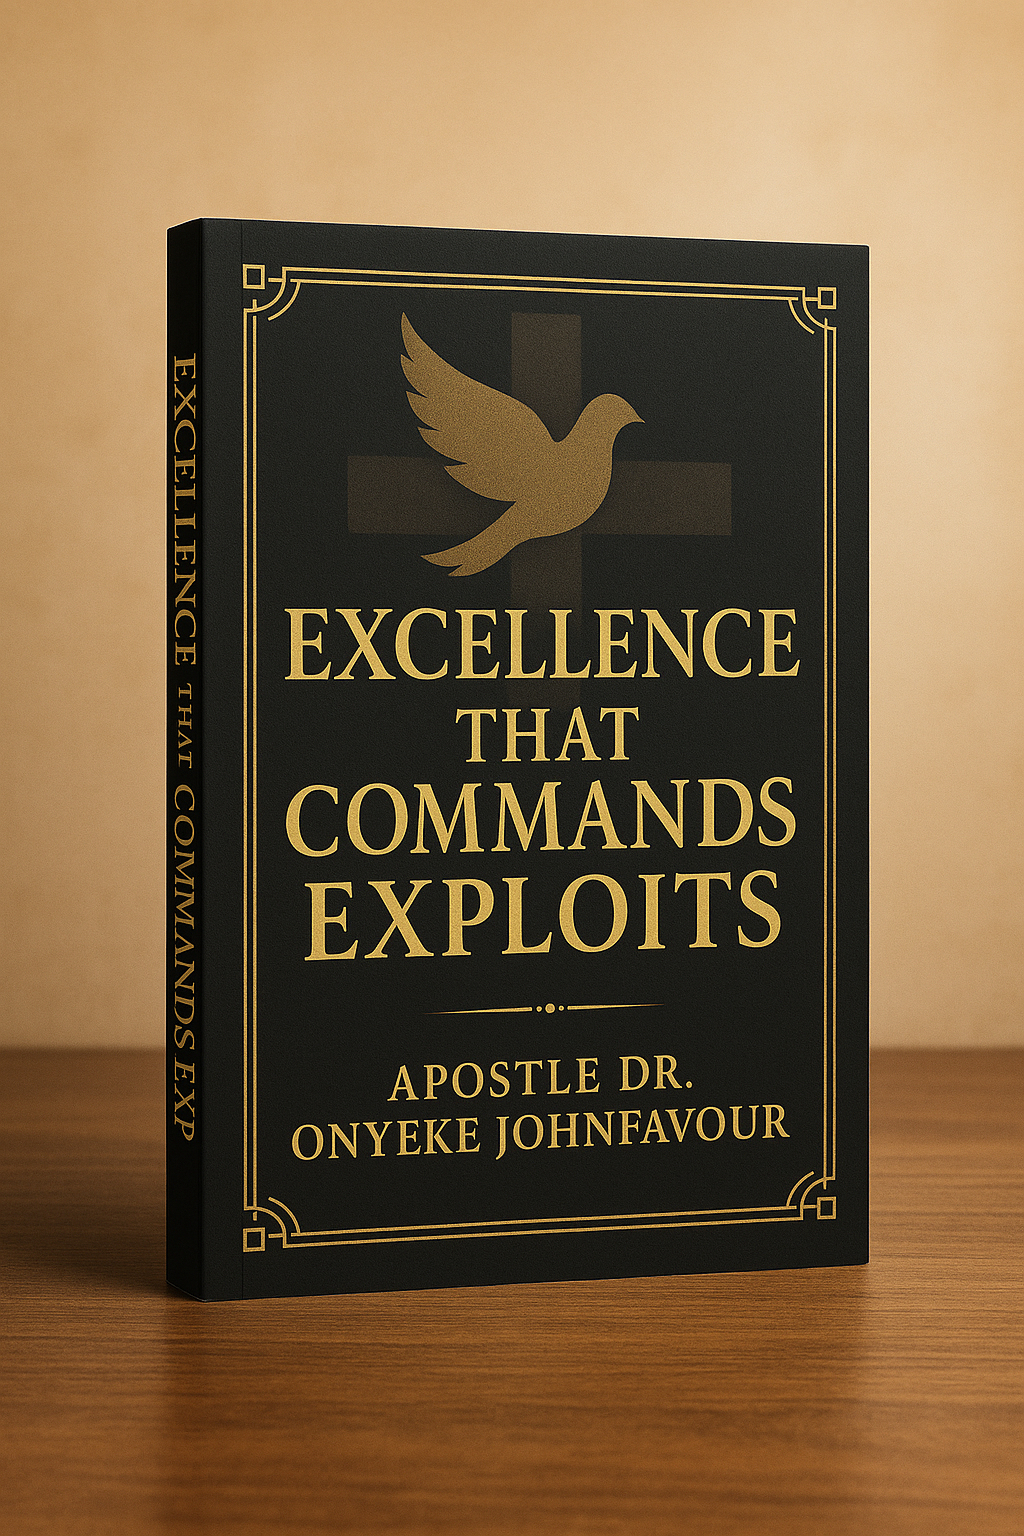 EXCELLENCE THAT COMMANDS EXP
EXCELLENCE
THAT
COMMANDS
EXPLOITS
APOSTLE DR.
ONYEKE JOHNFAVOUR